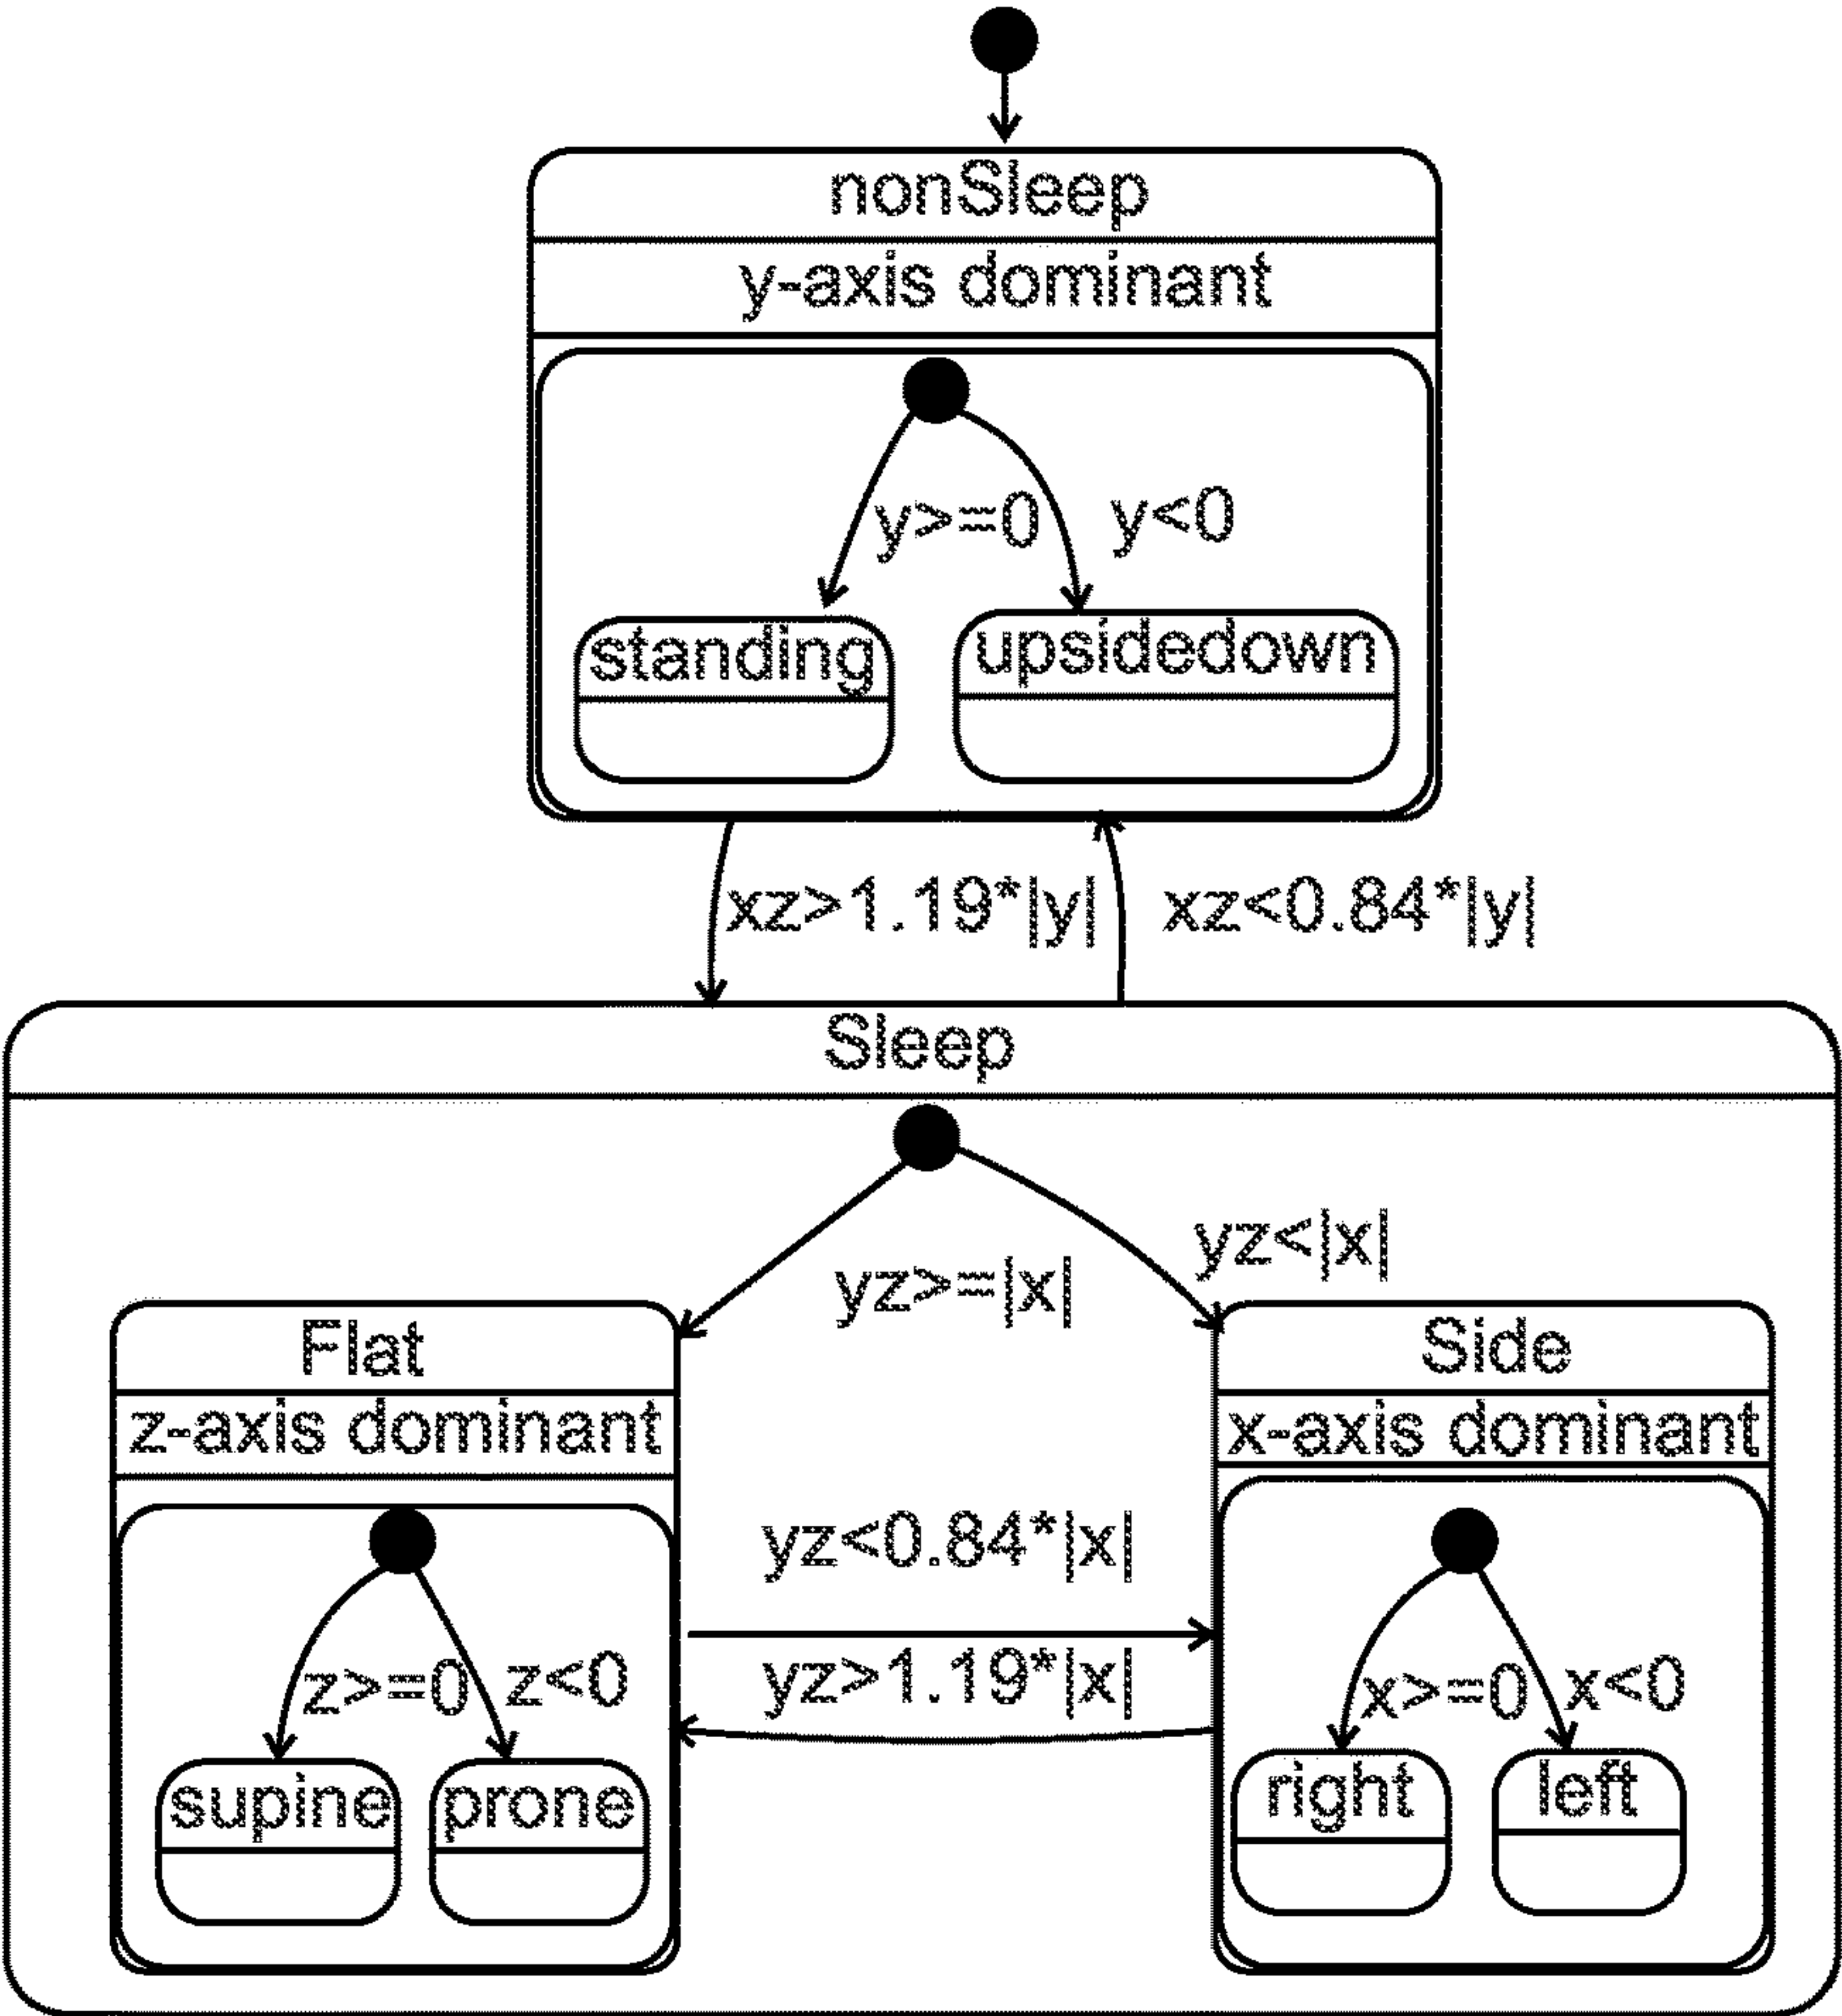 nonSleep
y-axis dominant
y>=0
y<0
standing
upsidedown
xz>1.19*|y|
xz<0.84*|y|
Sleep
yz>=|x|
yz<|x|
Flat
z-axis dominant
Side
x-axis dominant
yz<0.84*|x|
yz>1.19*|x|
z>=0
z<0
x>=0
x<0
supine
prone
right
left